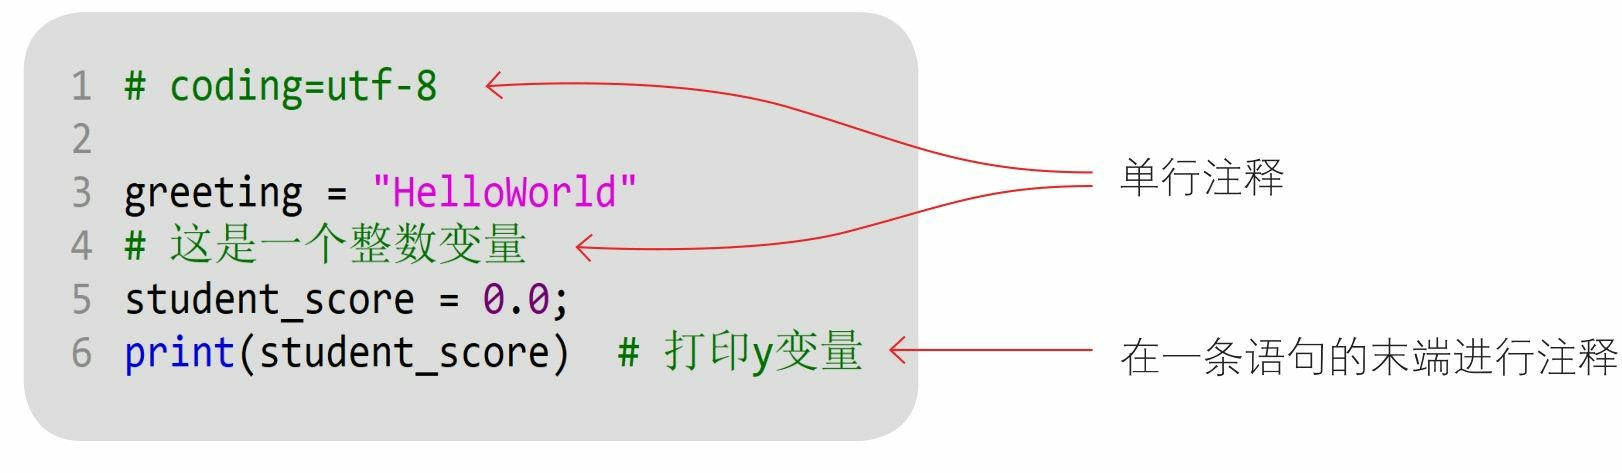 1 # coding=utf-8
2
3 greeting = "HelloWorld"
4 # 这是一个整数变量
5 student_score = 0.0;
6 print(student_score)  # 打印y变量
单行注释
在一条语句的末端进行注释